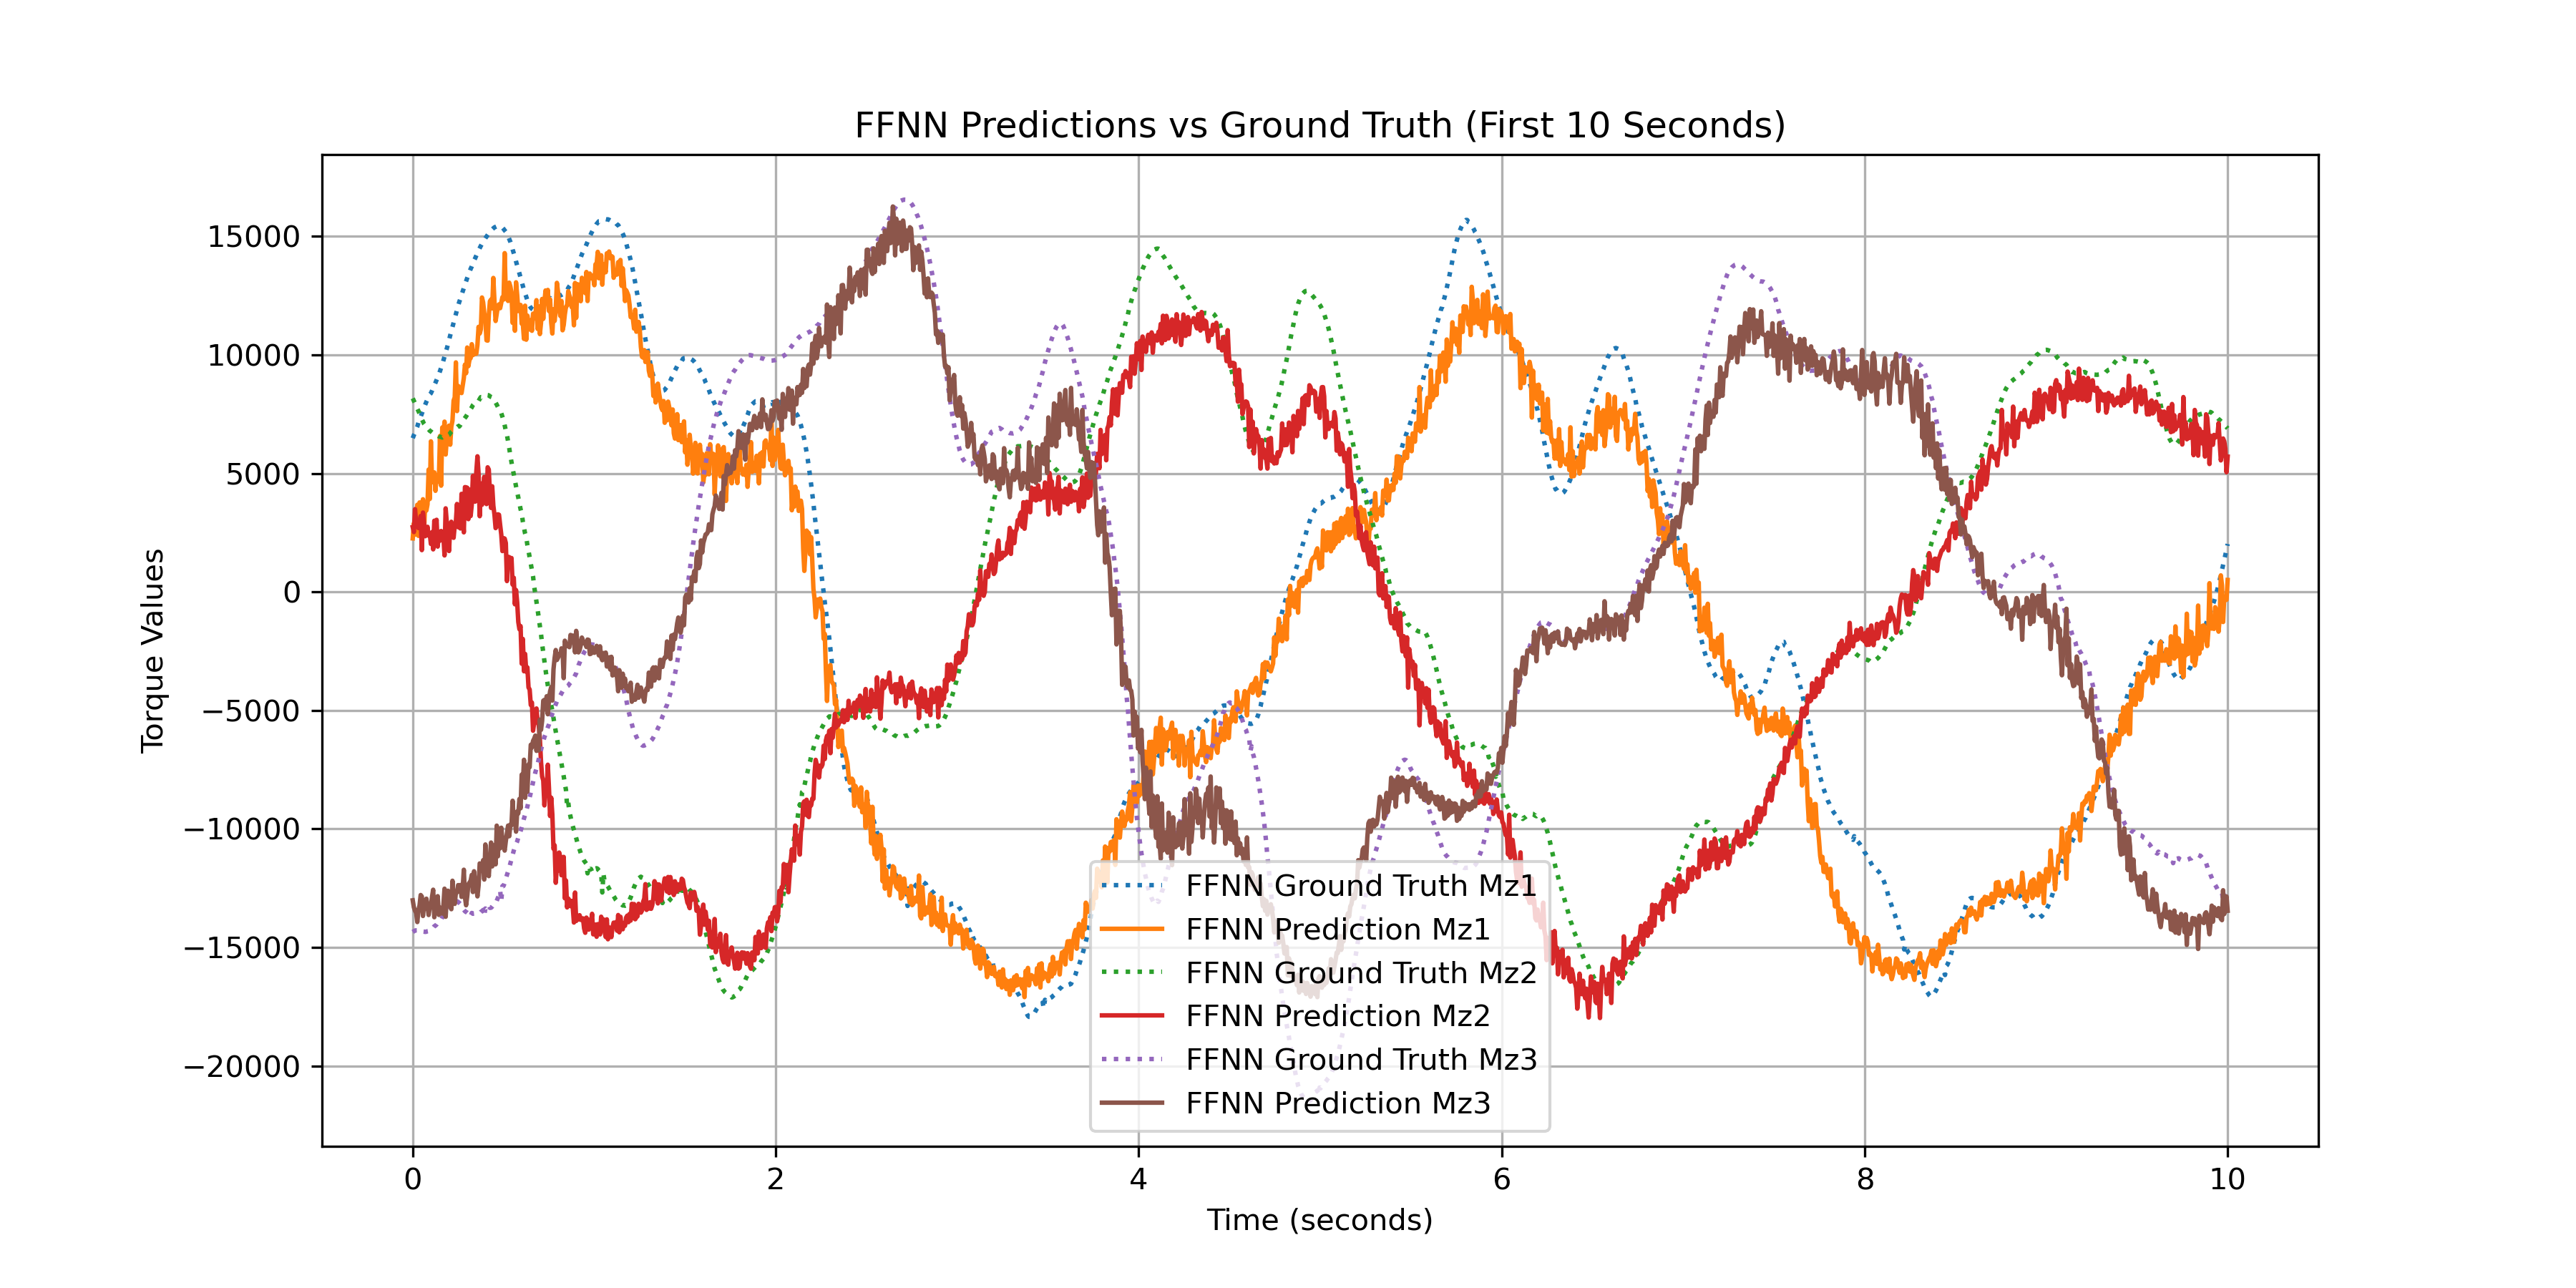 FFNN Predictions vs Ground Truth (First 10 Seconds)
Torque Values
15000
10000
5000
0
−5000
−10000
−15000
−20000
FFNN Ground Truth Mz1
FFNN Prediction Mz1
FFNN Ground Truth Mz2
FFNN Prediction Mz2
FFNN Ground Truth Mz3
FFNN Prediction Mz3
0 2 4 6 8 10
Time (seconds)